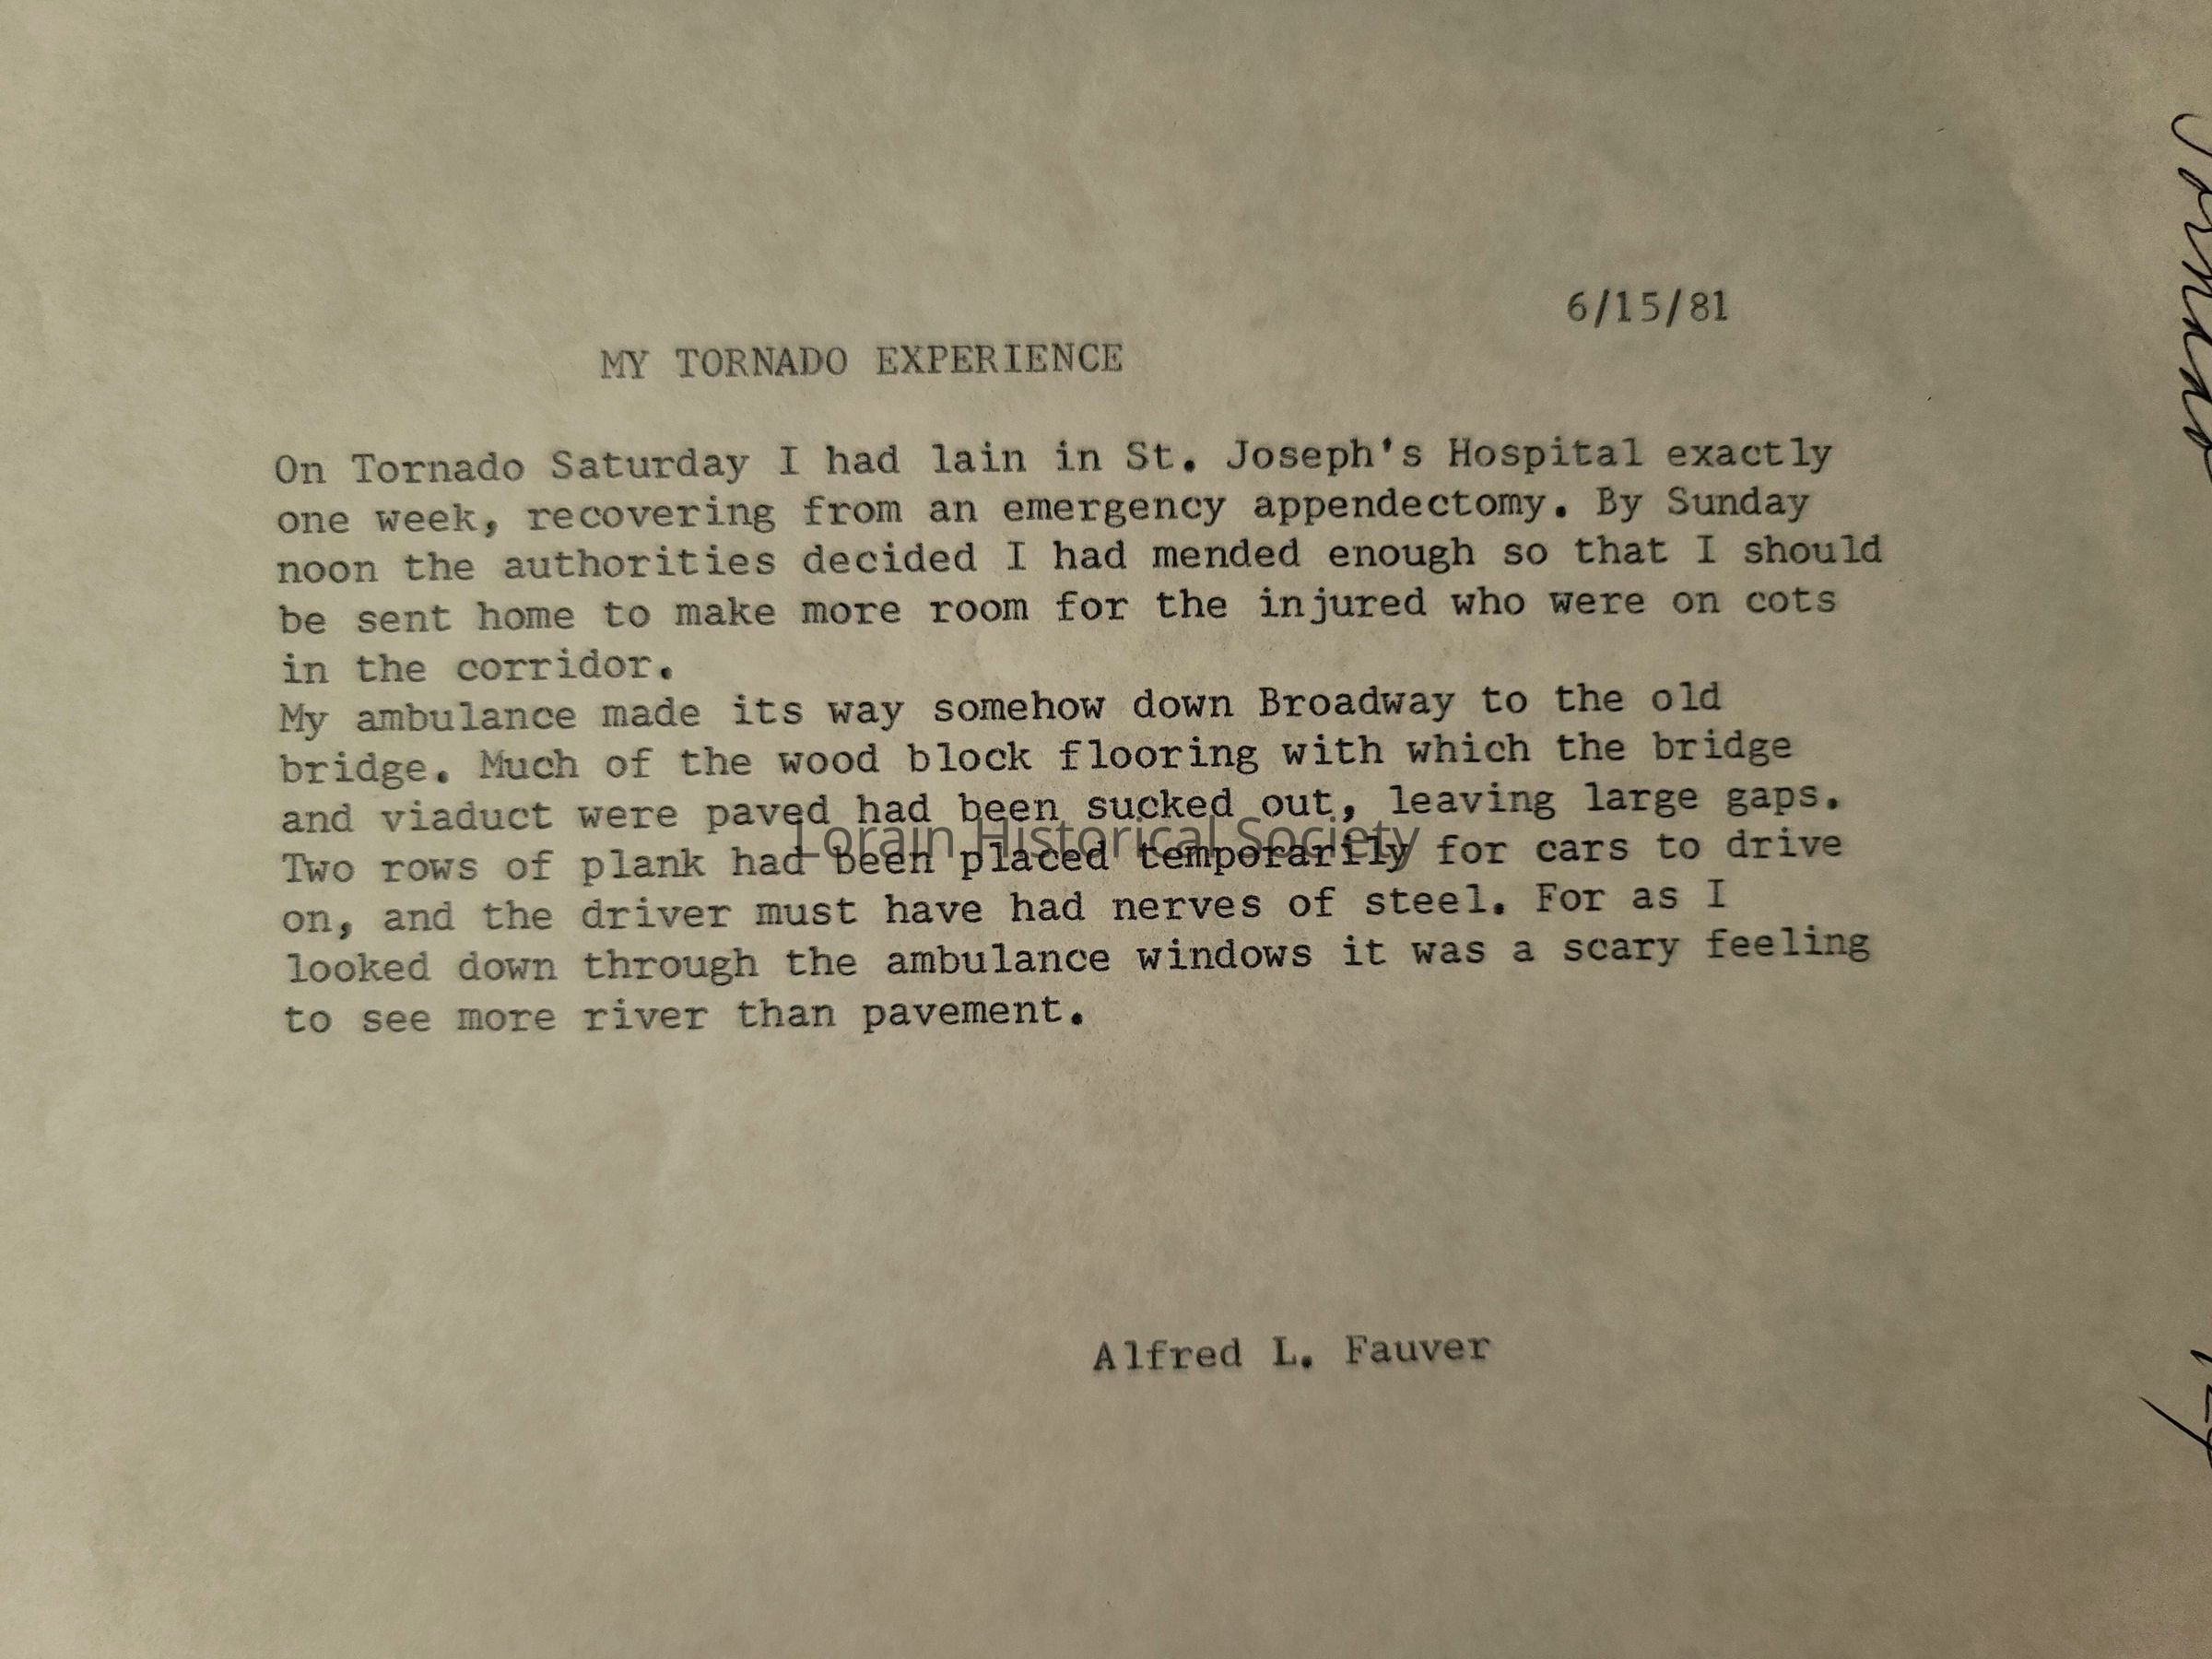 6/15/81
MY TORNADO EXPERIENCE
On Tornado Saturday I had lain in St. Joseph's Hospital exactly
one week, recovering from an emergency appendectomy. By Sunday
noon the authorities decided I had mended enough so that I should
be sent home to make more room for the injured who were on cots
in the corridor.
My ambulance made its way somehow down Broadway to the old
bridge. Much of the wood block flooring with which the bridge
and viaduct were paved had been sucked out, leaving large gaps.
Lorain Historical Society
Two rows of plank had been placed temporarily for cars to drive
on, and the driver must have had nerves of steel. For as I
looked down through the ambulance windows it was a scary feeling
to see more river than pavement.
Alfred L. Fauver
Tornado